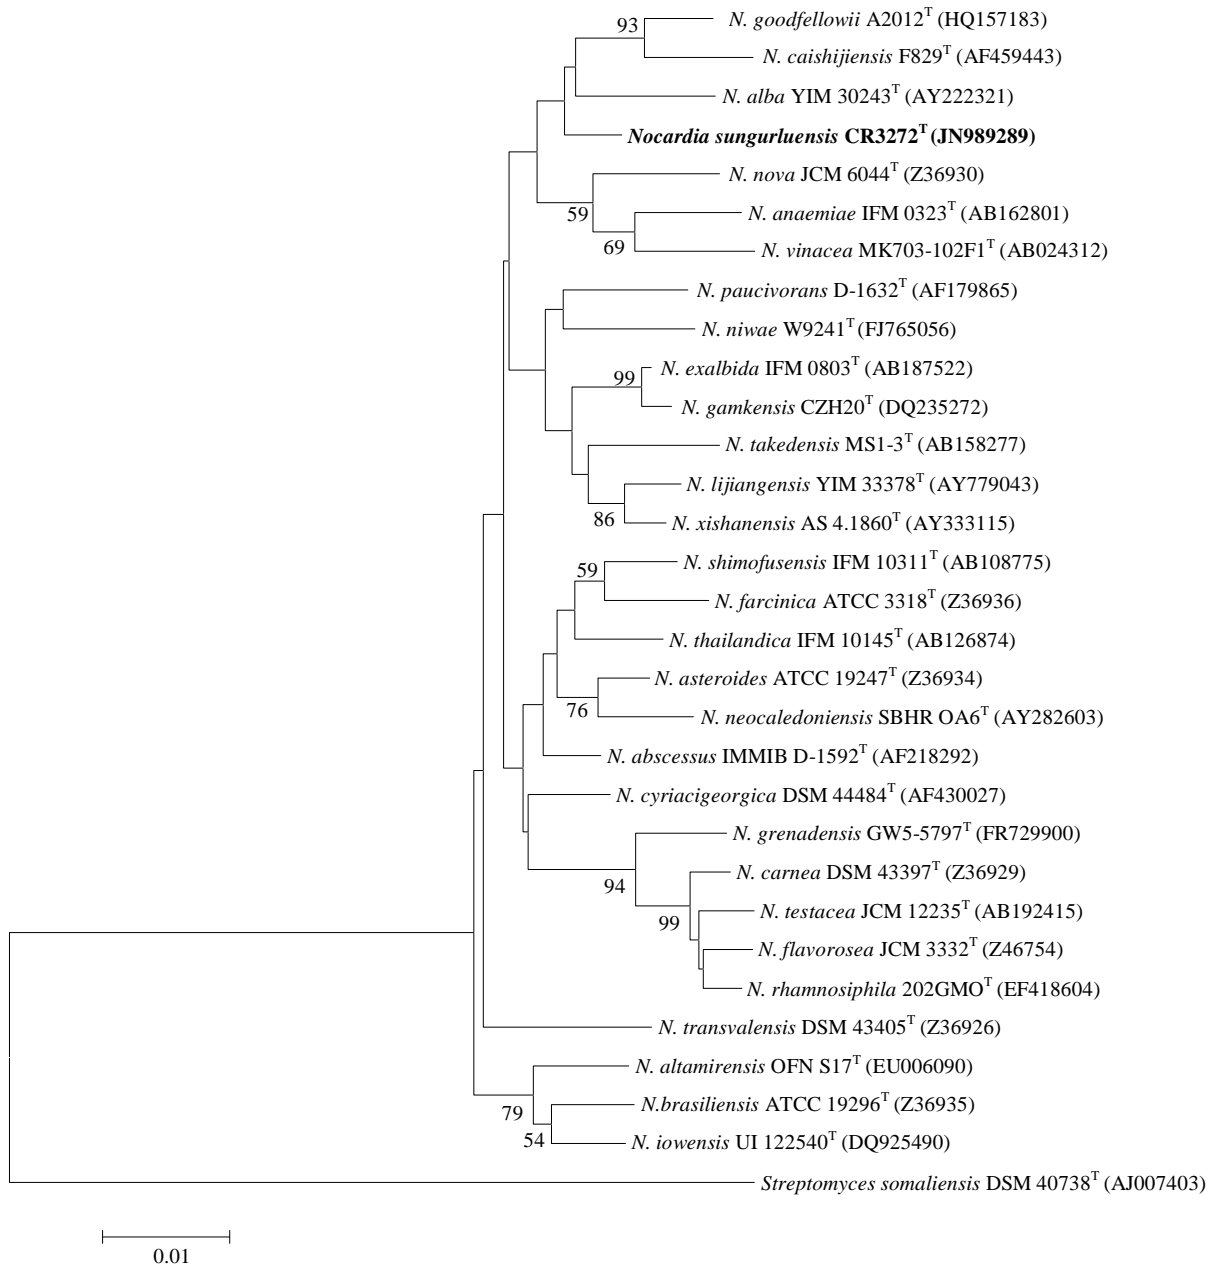 93
N. goodfellowii A2012T (HQ157183)
N. caishijiensis F829T (AF459443)
N. alba YIM 30243T (AY222321)
Nocardia sungurluensis CR3272T (JN989289)
N. nova JCM 6044T (Z36930)
59
N. anaemiae IFM 0323T (AB162801)
69
N. vinacea MK703-102F1T (AB024312)
N. paucivorans D-1632T (AF179865)
N. niwae W9241T (FJ765056)
99
N. exalbida IFM 0803T (AB187522)
N. gamkensis CZH20T (DQ235272)
N. takedensis MS1-3T (AB158277)
N. lijiangensis YIM 33378T (AY779043)
86
N. xishanensis AS 4.1860T (AY333115)
59
N. shimofusensis IFM 10311T (AB108775)
N. farcinica ATCC 3318T (Z36936)
N. thailandica IFM 10145T (AB126874)
N. asteroides ATCC 19247T (Z36934)
76
N. neocaledoniensis SBHR OA6T (AY282603)
N. abscessus IMMIB D-1592T (AF218292)
N. cyriacigeorgica DSM 44484T (AF430027)
N. grenadensis GW5-5797T (FR729900)
94
N. carnea DSM 43397T (Z36929)
99
N. testacea JCM 12235T (AB192415)
N. flavorosea JCM 3332T (Z46754)
N. rhamnosiphila 202GMOT (EF418604)
N. transvalensis DSM 43405T (Z36926)
N. altamirensis OFN S17T (EU006090)
79
N.brasiliensis ATCC 19296T (Z36935)
54
N. iowensis UI 122540T (DQ925490)
Streptomyces somaliensis DSM 40738T (AJ007403)
0.01